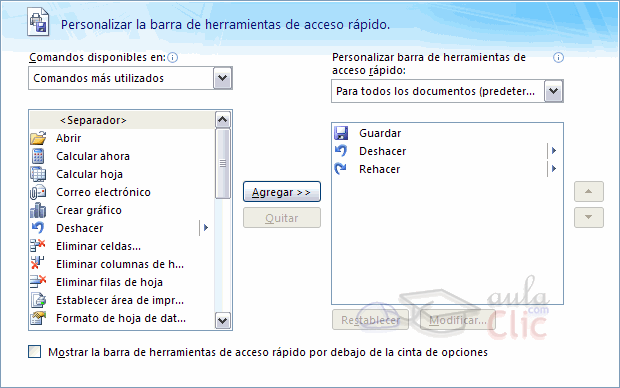 Personalizar la barra de herramientas de acceso rápido.
Comandos disponibles en:
Comandos más utilizados
<Separador>
Abrir
Calcular ahora
Calcular hoja
Correo electrónico
Crear gráfico
Deshacer
Eliminar celdas...
Eliminar columnas de h...
Eliminar filas de hoja
Establecer área de impr...
Formato de hoja de dat...
Agregar >>
Quitar
Personalizar barra de herramientas de
acceso rápido:
Para todos los documentos (predeter...
Guardar
Deshacer
Rehacer
Restablecer
Modificar...
aula
.com
Clic
Mostrar la barra de herramientas de acceso rápido por debajo de la cinta de opciones